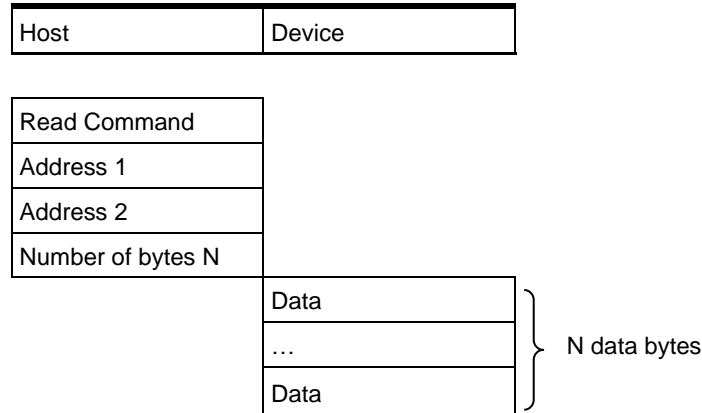 Host Device
Read Command
Address 1
Address 2
Number of bytes N
Data
… N data bytes
Data